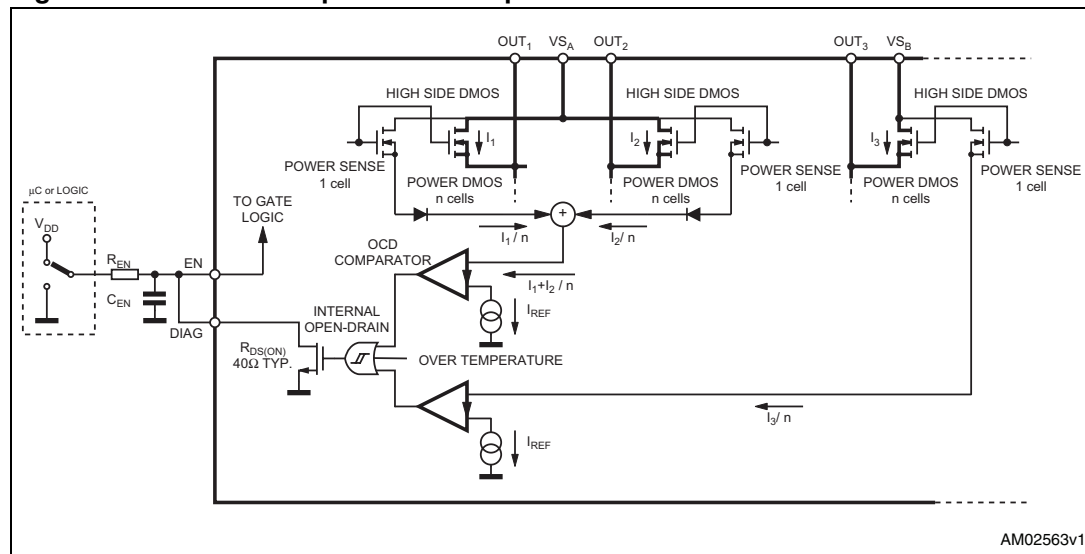 OUT1 VSA OUT2 OUT3 VSB
HIGH SIDE DMOS HIGH SIDE DMOS HIGH SIDE DMOS
I1 I2 I3
POWER SENSE
1 cell
POWER DMOS
n cells
POWER DMOS
n cells
POWER SENSE
1 cell
POWER DMOS
n cells
POWER SENSE
1 cell
µC or LOGIC
VDD
REN
CEN
EN
DIAG
TO GATE
LOGIC
I1/ n
+
I2/ n
OCD
COMPARATOR
I1+I2 / n
IREF
INTERNAL
OPEN-DRAIN
RDS(ON)
40Ω TYP.
OVER TEMPERATURE
I3/ n
IREF
AM02563v1